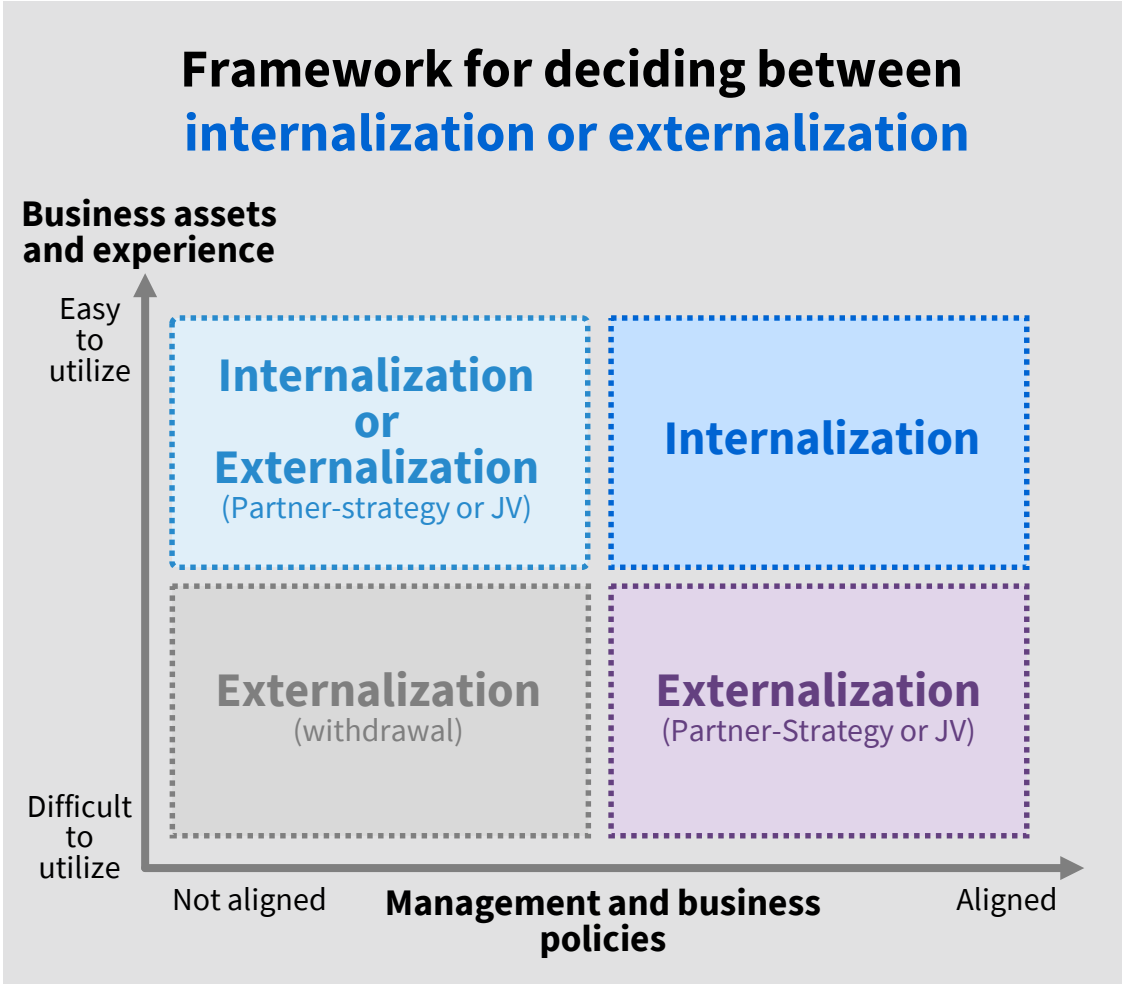 Framework for deciding between
internalization or externalization
Business assets
and experience
Easy
to
utilize
Internalization
or
Externalization
(Partner-strategy or JV)
Internalization
Externalization
(withdrawal)
Externalization
(Partner-Strategy or JV)
Difficult
to
utilize
Not aligned
Management and business
policies
Aligned